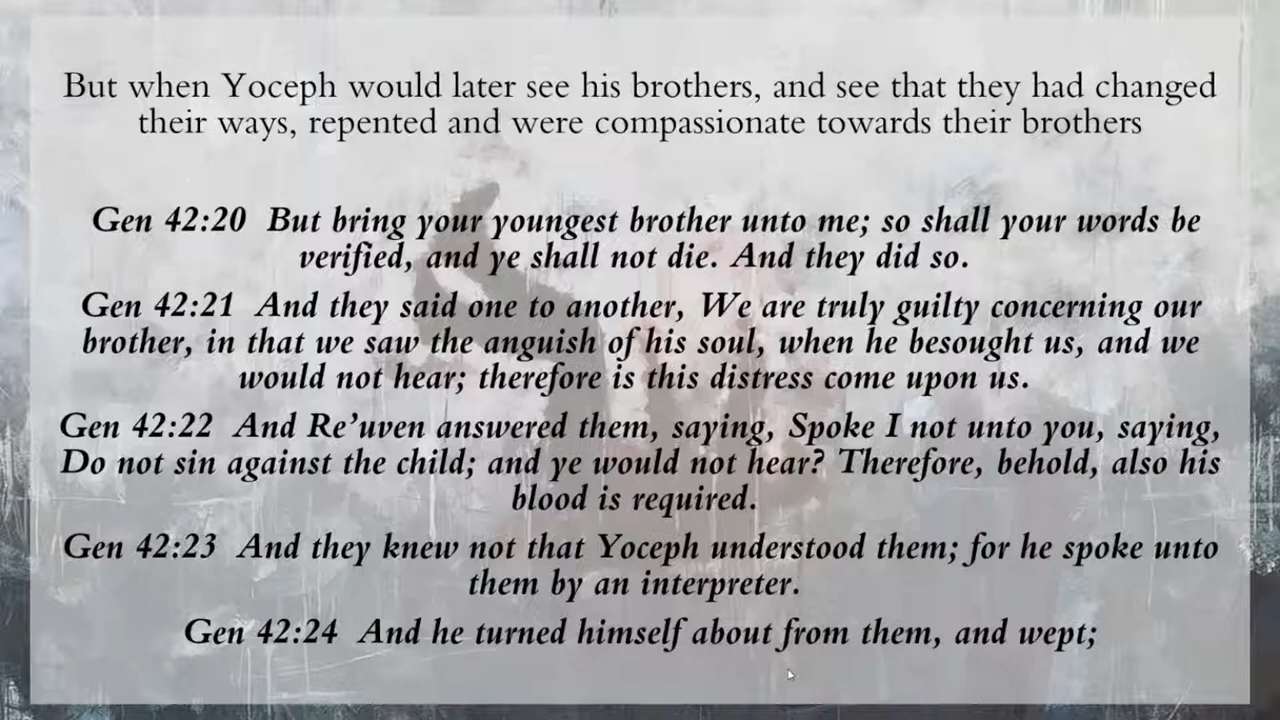 But when Yoceph would later see his brothers, and see that they had changed
their ways, repented and were compassionate towards their brothers
Gen 42:20 But bring your youngest brother unto me; so shall your words be
verified, and ye shall not die. And they did so.
Gen 42:21 And they said one to another, We are truly guilty concerning our
brother, in that we saw the anguish of his soul, when he besought us, and we
would not hear; therefore is this distress come upon us.
Gen 42:22 And Re’uven answered them, saying, Spoke I not unto you, saying,
Do not sin against the child; and ye would not hear? Therefore, behold, also his
blood is required.
Gen 42:23 And they knew not that Yoceph understood them; for he spoke unto
them by an interpreter.
Gen 42:24 And he turned himself about from them, and wept;